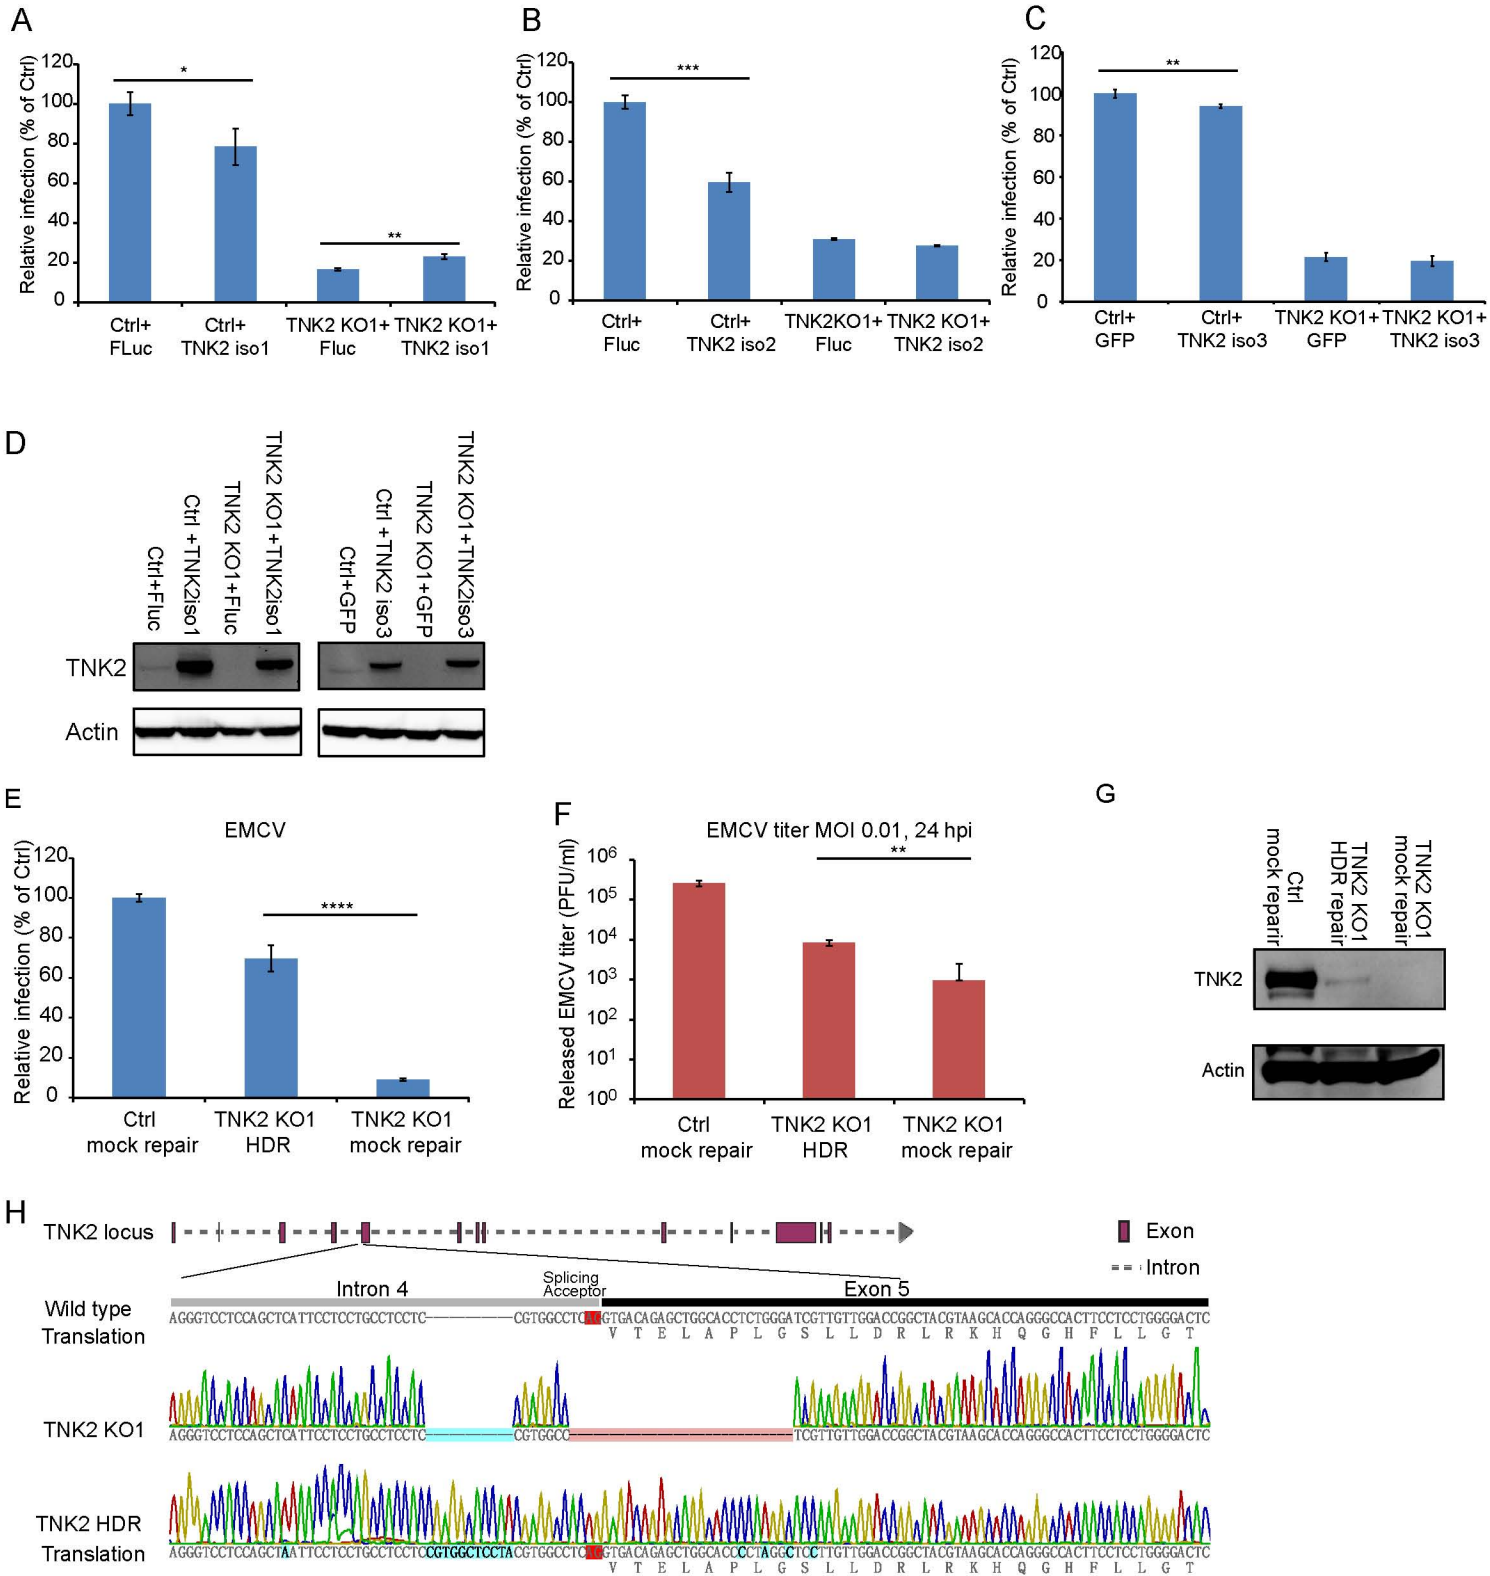 A
Relative infection (% of Ctrl)
120
100
80
60
40
20
0
*
**
Ctrl+
FLuc
Ctrl+
TNK2 iso1
TNK2 KO1+
Fluc
TNK2 KO1+
TNK2 iso1
B
Relative infection (% of Ctrl)
120
100
80
60
40
20
0
***
Ctrl+
Fluc
Ctrl+
TNK2 iso2
TNK2KO1+
Fluc
TNK2 KO1+
TNK2 iso2
C
Relative infection (% of Ctrl)
120
100
80
60
40
20
0
**
Ctrl+
GFP
Ctrl+
TNK2 iso3
TNK2 KO1+
GFP
TNK2 KO1+
TNK2 iso3
D
Ctrl+Fluc
Ctrl +TNK2iso1
TNK2 KO1+Fluc
TNK2 KO1+TNK2iso1
Ctrl+GFP
Ctrl +TNK2 iso3
TNK2 KO1+GFP
TNK2 KO1+TNK2iso3
TNK2
Actin
E
EMCV
Relative infection (% of Ctrl)
120
100
80
60
40
20
0
****
Ctrl
mock repair
TNK2 KO1
HDR
TNK2 KO1
mock repair
F
EMCV titer MOI 0.01, 24 hpi
Released EMCV titer (PFU/ml)
10⁶
10⁵
10⁴
10³
10²
10¹
10⁰
**
Ctrl
mock repair
TNK2 KO1
HDR
TNK2 KO1
mock repair
G
Ctrl
mock reparir
TNK2 KO1
HDR repair
TNK2 KO1
mock repair
TNK2
Actin
H
TNK2 locus
Exon
Intron
Intron 4
Splicing
Acceptor
Exon 5
Wild type
AGGGTCCTCCAGCTCATTCCTCCTGCCTCCTC-----------CGTGGCCTCAGGTGACAGAGCTGGCACCTCTGGGATCGTTGTTGGACCGGCTACGTAAGCACCAGGGCCACTTCCTCCTGGGGACTC
Translation
V T E L A P L G S L L D R L R K H Q G H F L L G T
TNK2 KO1
AGGGTCCTCCAGCTCATTCCTCCTGCCTCCTC-----------CGTGGCC----------------------------TCGTTGTTGGACCGGCTACGTAAGCACCAGGGCCACTTCCTCCTGGGGACTC
TNK2 HDR
AGGGTCCTCCAGCTAATTCCTCCTGCCTCCTCCGTGGCTCCTACGTGGCCTCAGGTGACAGAGCTGGCACCCCTAGGCTCCTTGTTGGACCGGCTACGTAAGCACCAGGGCCACTTCCTCCTGGGGACTC
Translation
V T E L A P L G S L L D R L R K H Q G H F L L G T